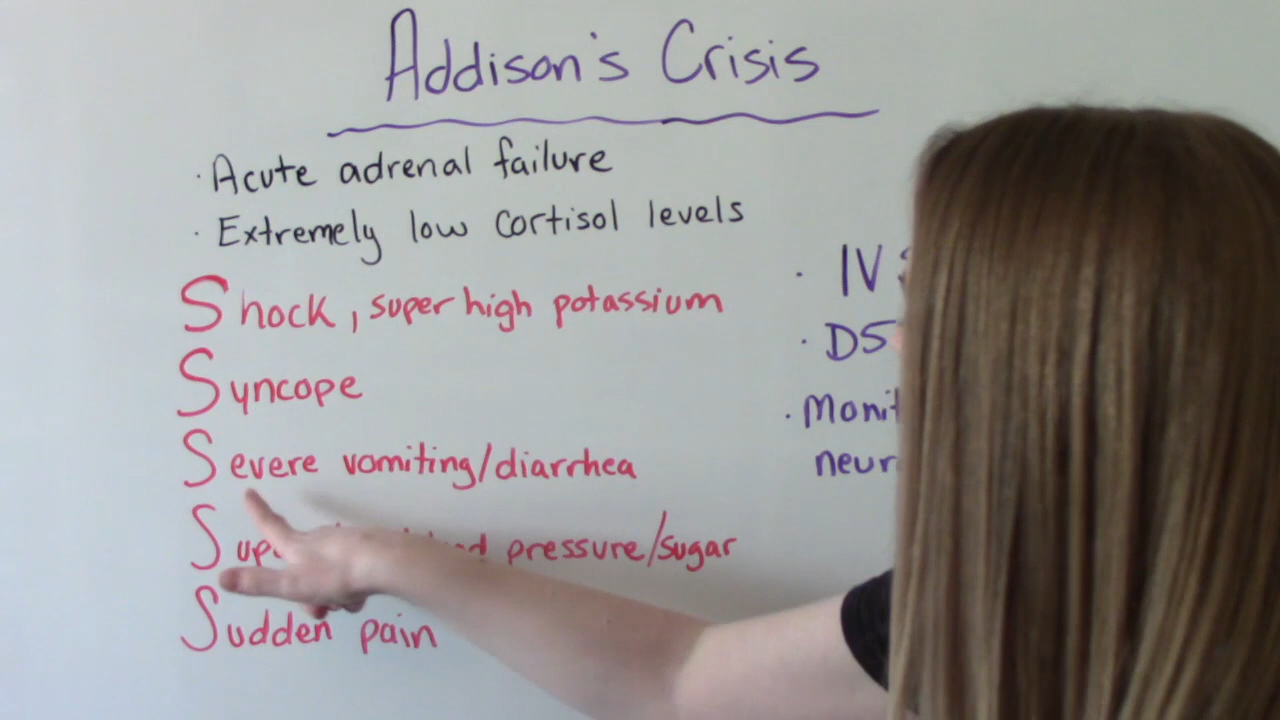 Addison's Crisis
· Acute adrenal failure
· Extremely low cortisol levels
Shock, super high potassium
Syncope
Severe vomiting/diarrhea
pressure/sugar
Sudden pain
· IV
· D5
· Monit
neur